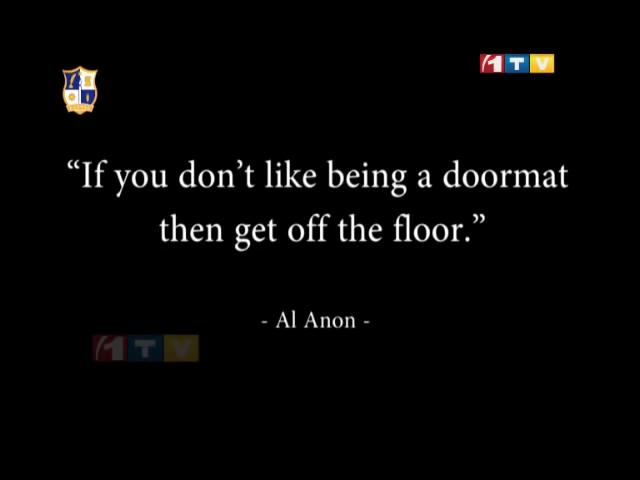 1TV
“If you don’t like being a doormat
then get off the floor.”
- Al Anon -
1TV